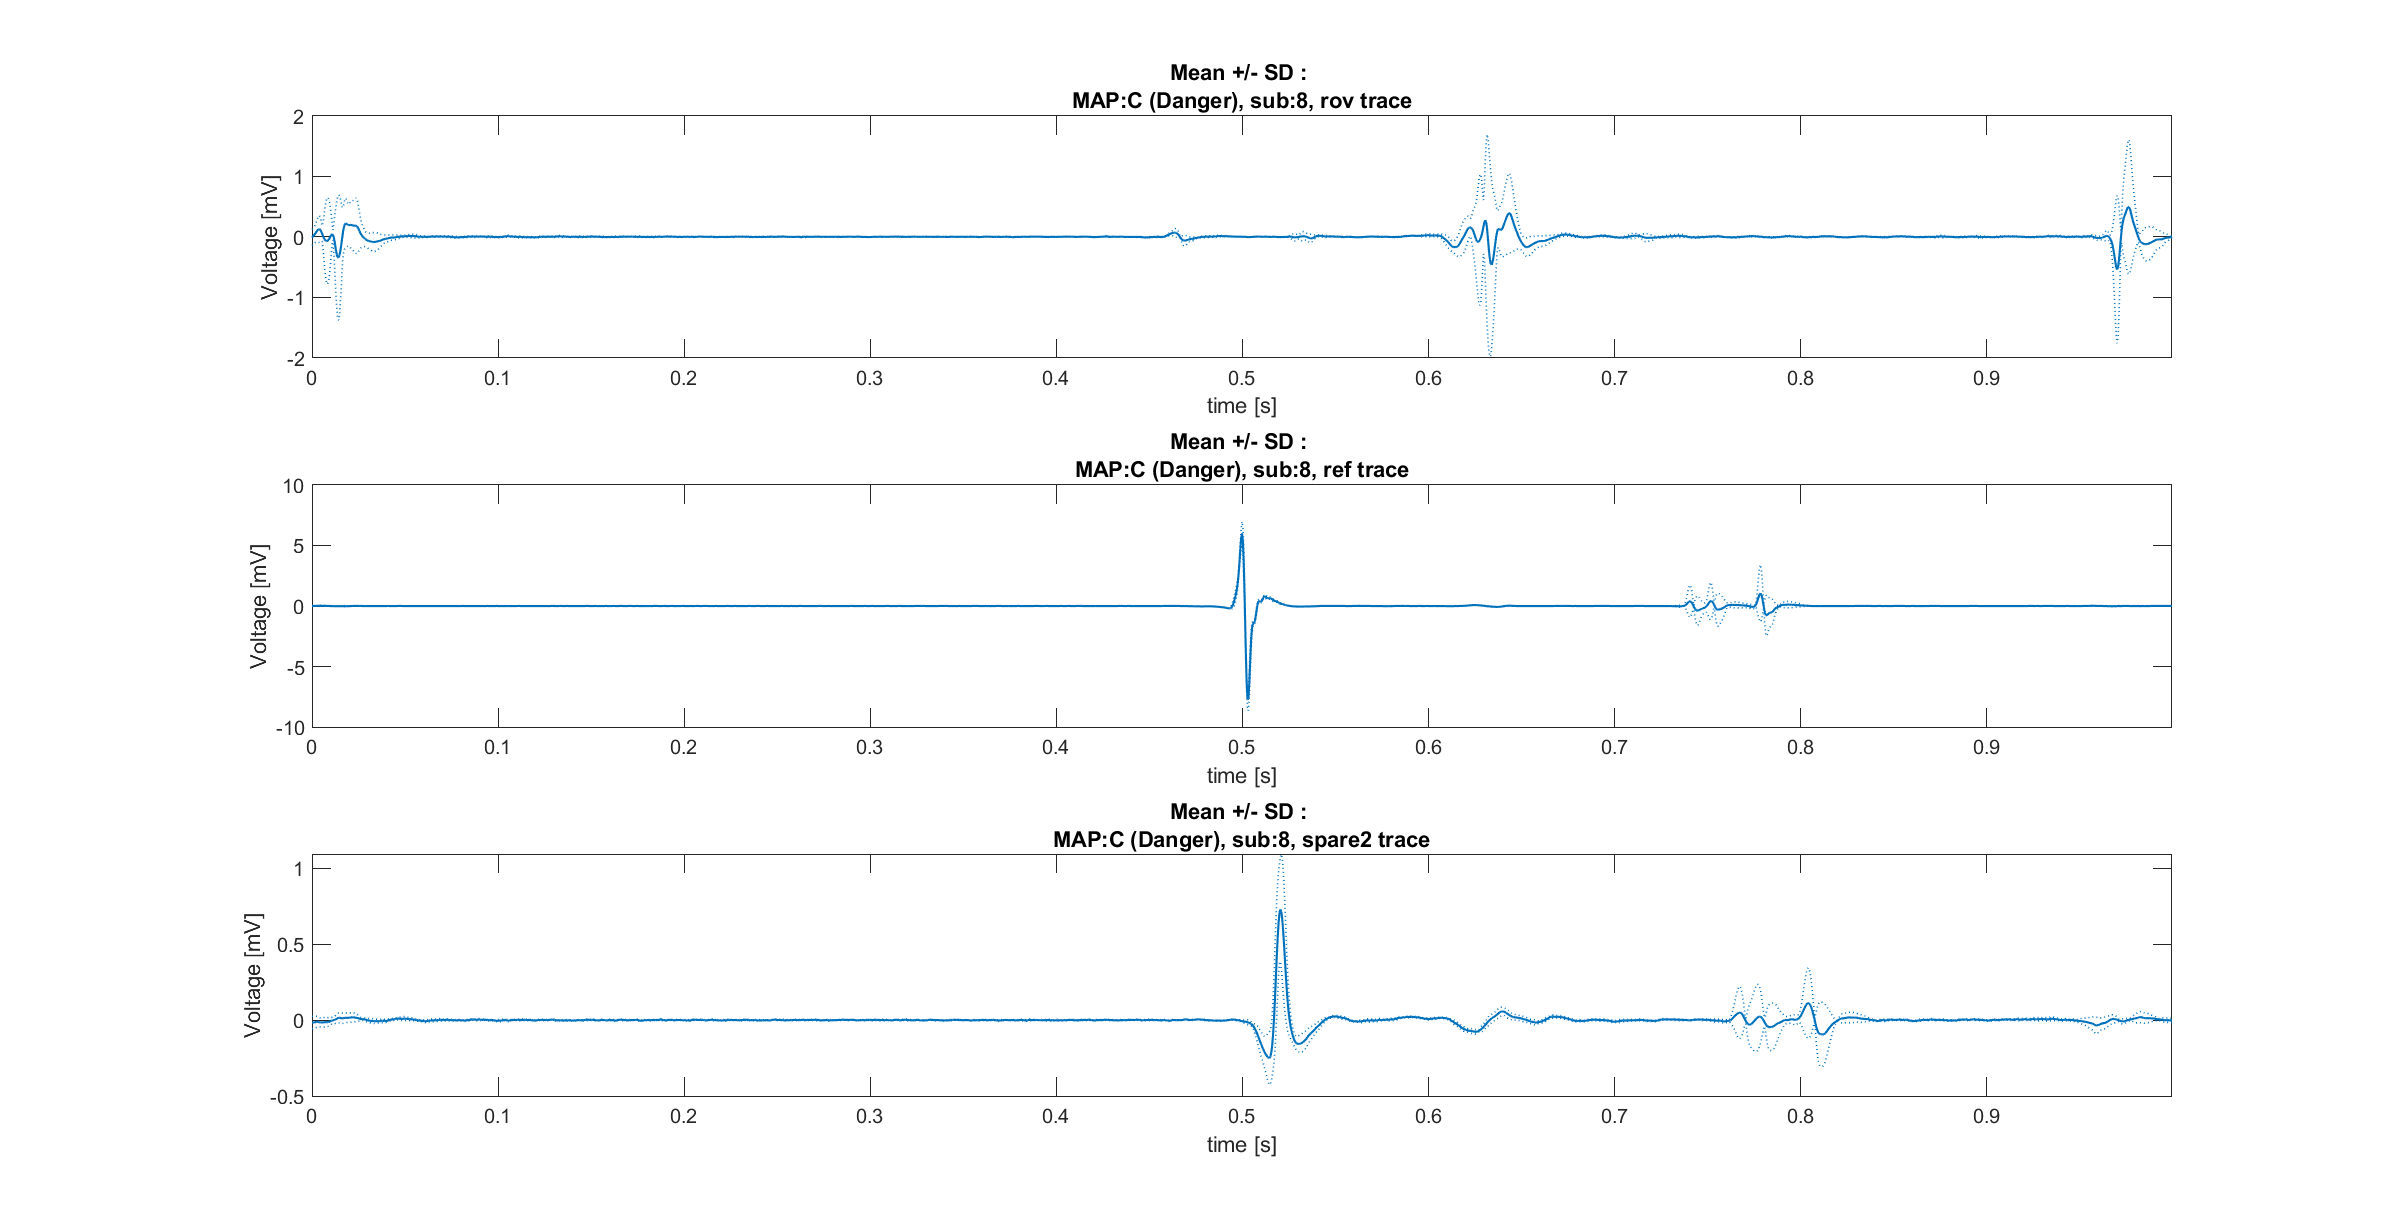 Mean +/- SD :
MAP:C (Danger), sub:8, rov trace
2
1
0
-1
-2
Voltage [mV]
0 0.1 0.2 0.3 0.4 0.5 0.6 0.7 0.8 0.9
time [s]
Mean +/- SD :
MAP:C (Danger), sub:8, ref trace
10
5
0
-5
-10
Voltage [mV]
0 0.1 0.2 0.3 0.4 0.5 0.6 0.7 0.8 0.9
time [s]
Mean +/- SD :
MAP:C (Danger), sub:8, spare2 trace
1
0.5
0
-0.5
Voltage [mV]
0 0.1 0.2 0.3 0.4 0.5 0.6 0.7 0.8 0.9
time [s]